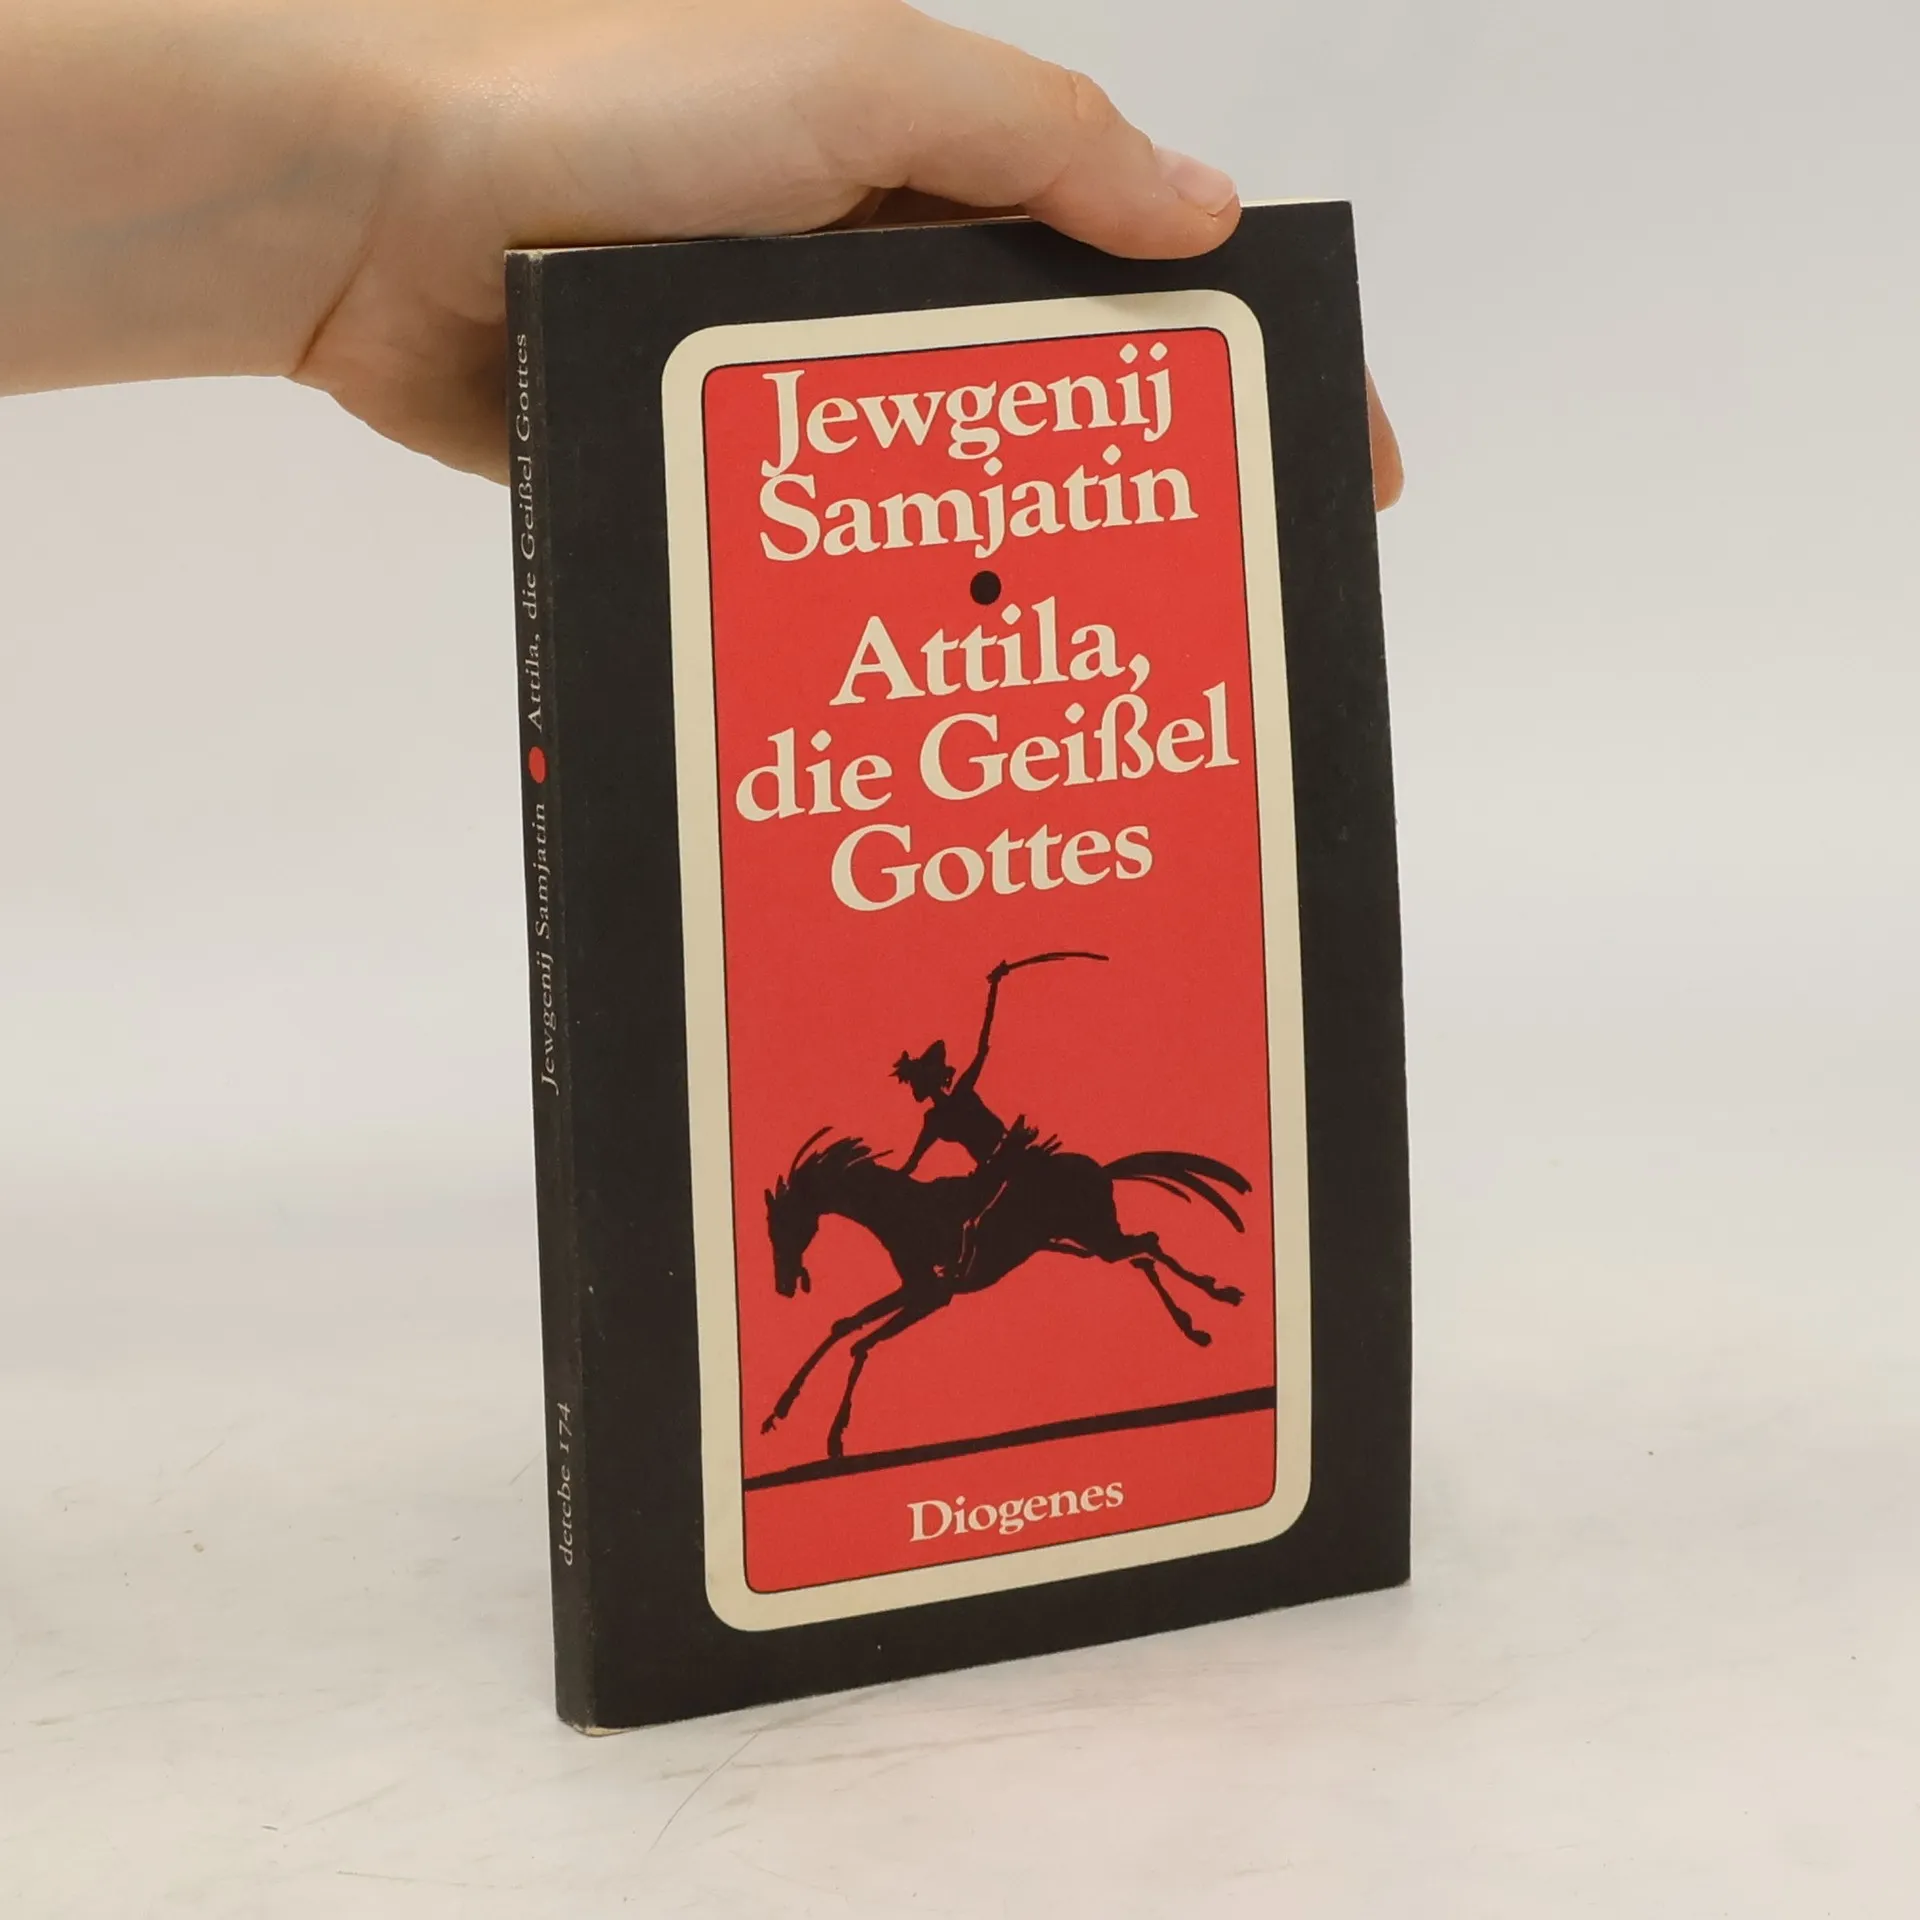 Jewgenij
Samjatin
Attila,
die Geißel
Gottes
Diogenes
Jewgenij Samjatin ● Attila, die Geißel Gottes
detebe 174